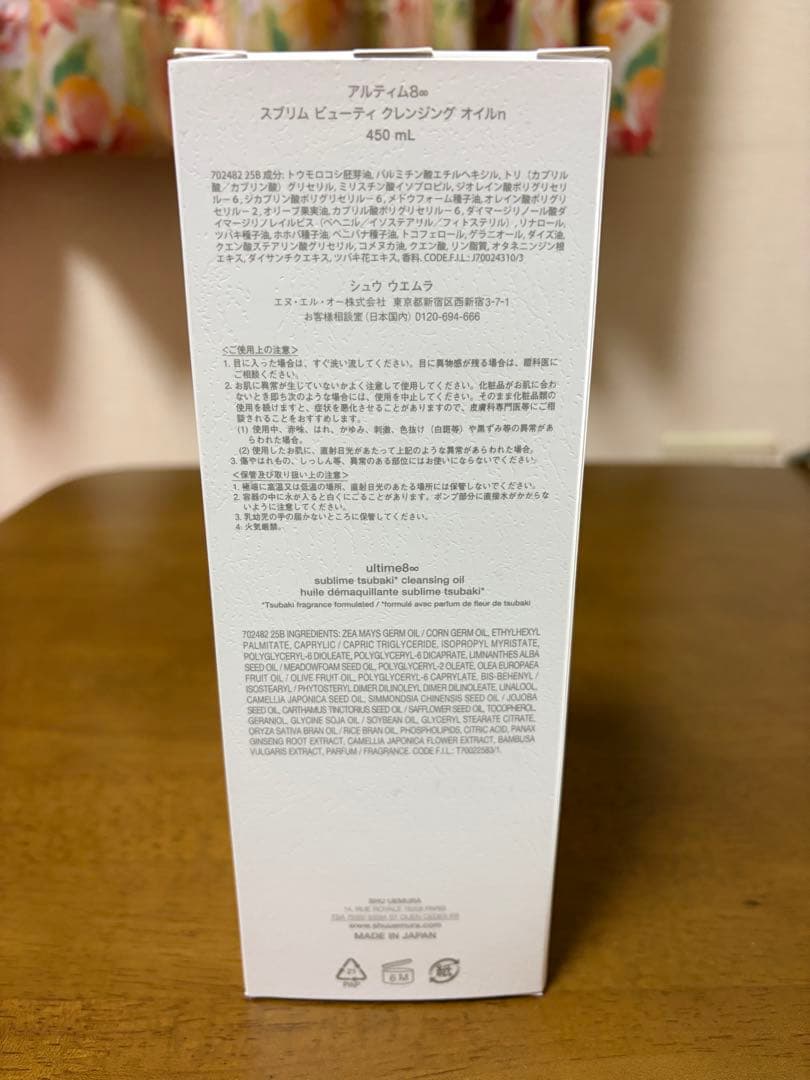 アルティム8∞
スブリム ビューティ クレンジング オイルn
450 mL
702482 25B 成分: トウモロコシ胚芽油, パルミチン酸エチルヘキシル, トリ（カプリル
酸／カプリン酸）グリセリル, ミリスチン酸イソプロピル, ジオレイン酸ポリグリセリ
ル－6, ジカプリン酸ポリグリセリル－6, メドウフォーム種子油, オレイン酸ポリグリ
セリル－2, オリーブ果実油, カプリル酸ポリグリセリル－6, ダイマージリノール酸ダ
イマージリノレイルビス（ベヘニル／イソステアリル／フィトステリル）, リナロール,
ツバキ種子油, ホホバ種子油, ベニバナ種子油, トコフェロール, ゲラニオール, ダイズ油,
クエン酸ステアリン酸グリセリル, コメヌカ油, クエン酸, リン脂質, オタネニンジン根
エキス, ダイサンチクエキス, ツバキ花エキス, 香料. CODE F.I.L.: J70024310/3
シュウ ウエムラ
エヌ・エル・オー株式会社 東京都新宿区西新宿3-7-1
お客様相談室（日本国内）0120-694-666
＜ご使用上の注意＞
1. 目に入った場合は、すぐ洗い流してください。目に異物感が残る場合は、眼科医に
ご相談ください。
2. お肌に異常が生じていないかよく注意して使用してください。化粧品がお肌に合わ
ないとき即ち次のような場合には、使用を中止してください。そのまま化粧品類の
使用を続けますと、症状を悪化させることがありますので、皮膚科専門医等にご相
談されることをおすすめします。
(1) 使用中、赤味、はれ、かゆみ、刺激、色抜け（白斑等）や黒ずみ等の異常があ
らわれた場合。
(2) 使用したお肌に、直射日光があたって上記のような異常があらわれた場合。
3. 傷やはれもの、しっしん等、異常のある部位にはお使いにならないでください。
＜保管及び取り扱い上の注意＞
1. 極端に高温又は低温の場所、直射日光のあたる場所には保管しないでください。
2. 容器の中に水が入ると白くにごることがあります。ポンプ部分に直接水がかからな
いように注意してください。
3. 乳幼児の手の届かないところに保管してください。
4. 火気厳禁。
ultime8∞
sublime tsubaki* cleansing oil
huile démaquillante sublime tsubaki*
*Tsubaki fragrance formulated / *formulé avec parfum de fleur de tsubaki
702482 25B INGREDIENTS: ZEA MAYS GERM OIL / CORN GERM OIL, ETHYLHEXYL
PALMITATE, CAPRYLIC / CAPRIC TRIGLYCERIDE, ISOPROPYL MYRISTATE,
POLYGLYCERYL-6 DIOLEATE, POLYGLYCERYL-6 DICAPRATE, LIMNANTHES ALBA
SEED OIL / MEADOWFOAM SEED OIL, POLYGLYCERYL-2 OLEATE, OLEA EUROPAEA
FRUIT OIL / OLIVE FRUIT OIL, POLYGLYCERYL-6 CAPRYLATE, BIS-BEHENYL /
ISOSTEARYL / PHYTOSTERYL DIMER DILINOLEYL DIMER DILINOLEATE, LINALOOL,
CAMELLIA JAPONICA SEED OIL, SIMMONDSIA CHINENSIS SEED OIL / JOJOBA
SEED OIL, CARTHAMUS TINCTORIUS SEED OIL / SAFFLOWER SEED OIL, TOCOPHEROL,
GERANIOL, GLYCINE SOJA OIL / SOYBEAN OIL, GLYCERYL STEARATE CITRATE,
ORYZA SATIVA BRAN OIL / RICE BRAN OIL, PHOSPHOLIPIDS, CITRIC ACID, PANAX
GINSENG ROOT EXTRACT, CAMELLIA JAPONICA FLOWER EXTRACT, BAMBUSA
VULGARIS EXTRACT, PARFUM / FRAGRANCE. CODE F.I.L.: T70022583/1.
SHU UEMURA
14, RUE ROYALE 75008 PARIS
www.shuuemura.com
MADE IN JAPAN
21
PAP
6 M
紙